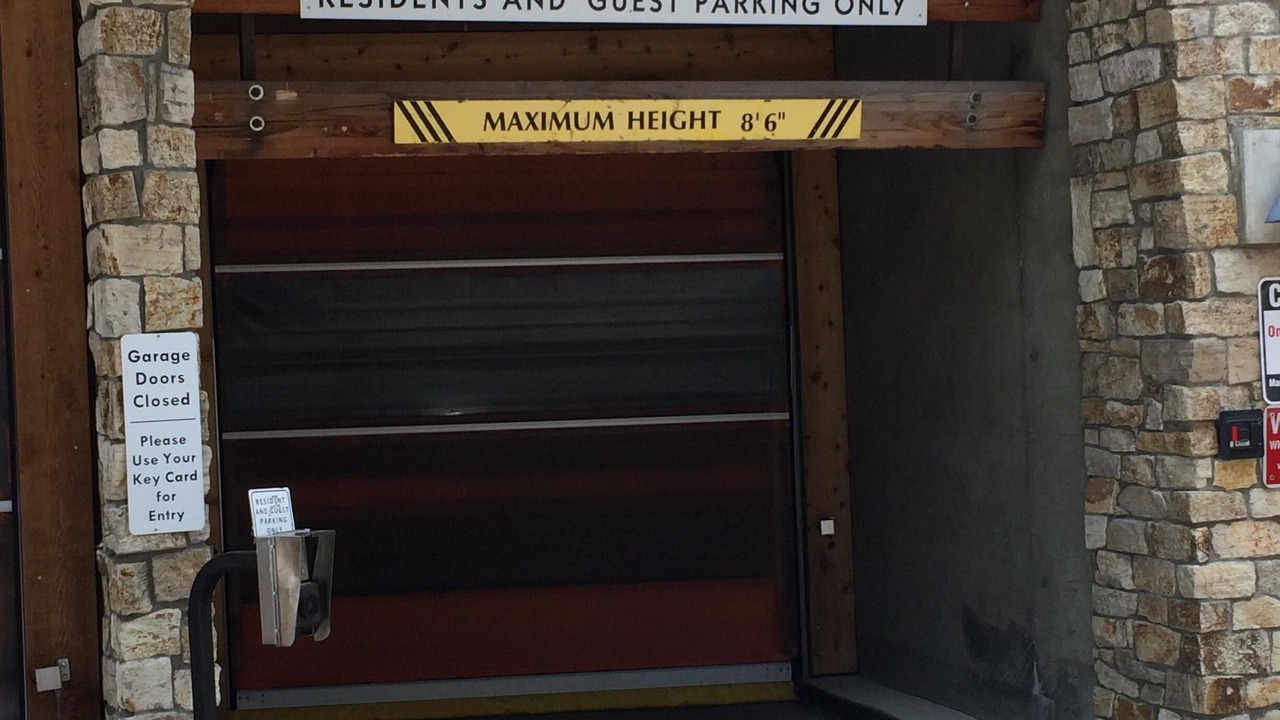 RESIDENTS AND GUEST PARKING ONLY
MAXIMUM HEIGHT 8'6"
Garage
Doors
Closed
Please
Use Your
Key Card
for
Entry
RESIDENT
AND GUEST
PARKING
ONLY